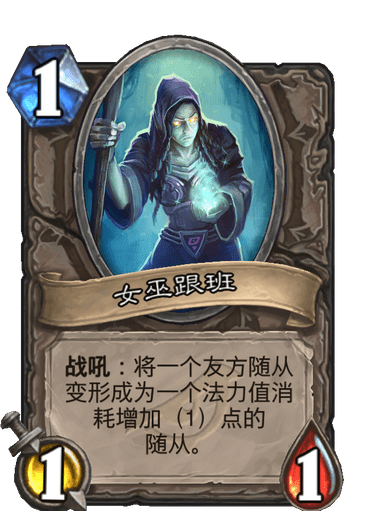 1
女巫跟班
战吼：将一个友方随从
变形成为一个法力值消
耗增加（1）点的
随从。
1
1